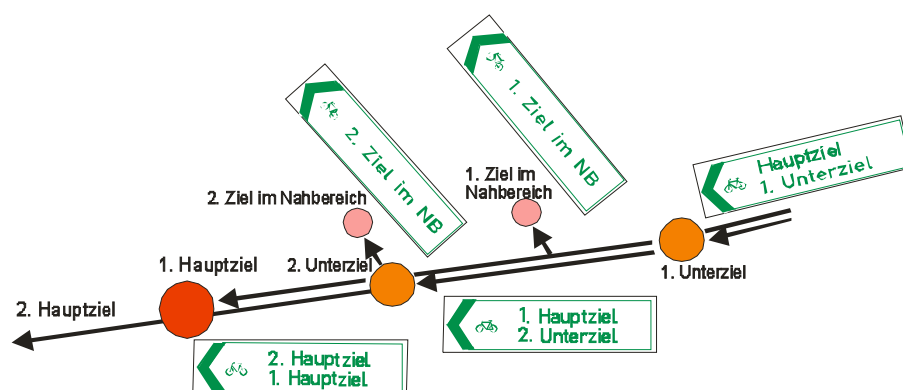 1. Ziel im NB
2. Ziel im NB
Hauptziel
1. Unterziel
1. Ziel im
Nahbereich
2. Ziel im Nahbereich
1. Hauptziel
2. Unterziel
1. Unterziel
2. Hauptziel
1. Hauptziel
2. Unterziel
2. Hauptziel
1. Hauptziel